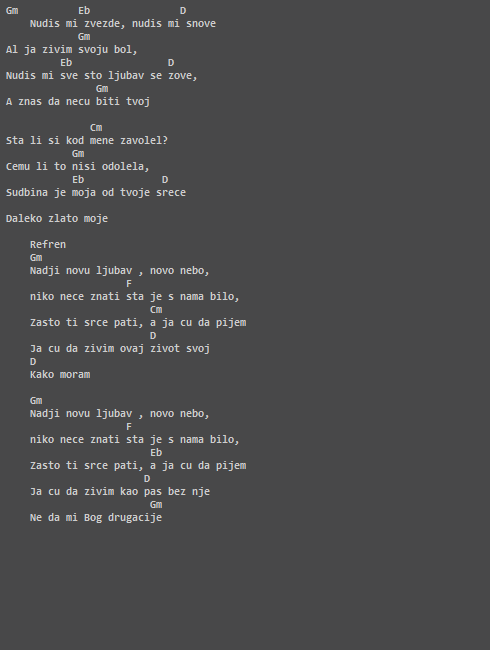 Gm          Eb               D
    Nudis mi zvezde, nudis mi snove
            Gm
Al ja zivim svoju bol,
         Eb                D
Nudis mi sve sto ljubav se zove,
               Gm
A znas da necu biti tvoj

              Cm
Sta li si kod mene zavolel?
           Gm
Cemu li to nisi odolela,
           Eb             D
Sudbina je moja od tvoje srece

Daleko zlato moje

    Refren
    Gm
    Nadji novu ljubav , novo nebo,
                    F
    niko nece znati sta je s nama bilo,
                        Cm
    Zasto ti srce pati, a ja cu da pijem
                        D
    Ja cu da zivim ovaj zivot svoj
    D
    Kako moram

    Gm
    Nadji novu ljubav , novo nebo,
                    F
    niko nece znati sta je s nama bilo,
                        Eb
    Zasto ti srce pati, a ja cu da pijem
                       D
    Ja cu da zivim kao pas bez nje
                        Gm
    Ne da mi Bog drugacije